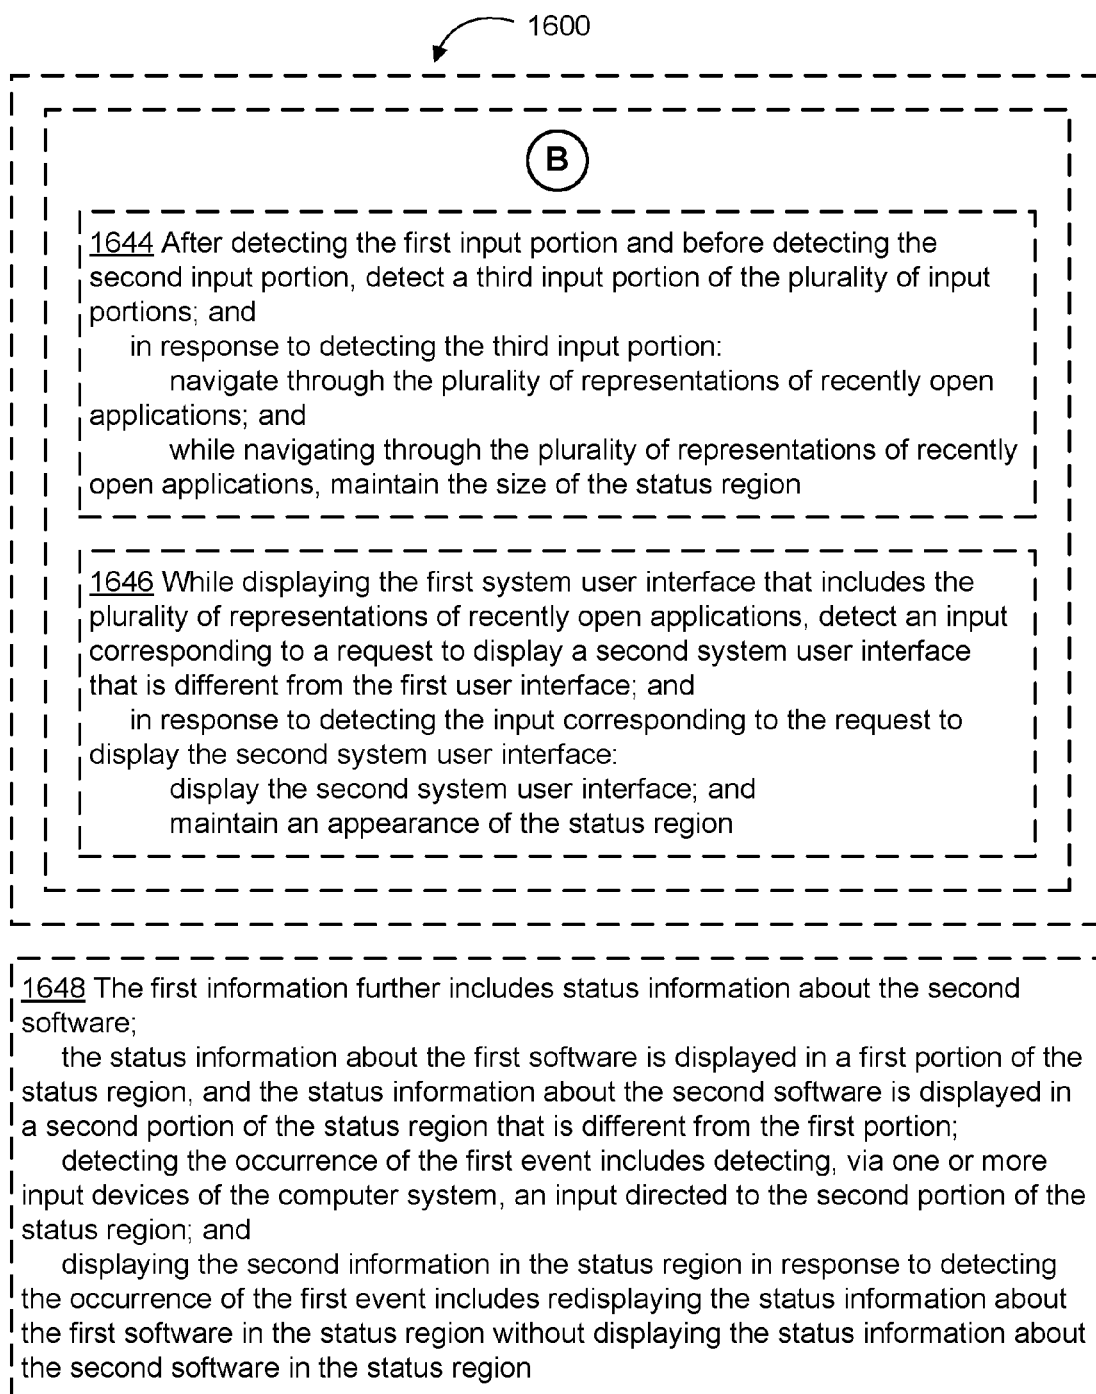 1600
B
1644 After detecting the first input portion and before detecting the
second input portion, detect a third input portion of the plurality of input
portions; and
in response to detecting the third input portion:
navigate through the plurality of representations of recently open
applications; and
while navigating through the plurality of representations of recently
open applications, maintain the size of the status region
1646 While displaying the first system user interface that includes the
plurality of representations of recently open applications, detect an input
corresponding to a request to display a second system user interface
that is different from the first user interface; and
in response to detecting the input corresponding to the request to
display the second system user interface:
display the second system user interface; and
maintain an appearance of the status region
1648 The first information further includes status information about the second
software;
the status information about the first software is displayed in a first portion of the
status region, and the status information about the second software is displayed in
a second portion of the status region that is different from the first portion;
detecting the occurrence of the first event includes detecting, via one or more
input devices of the computer system, an input directed to the second portion of the
status region; and
displaying the second information in the status region in response to detecting
the occurrence of the first event includes redisplaying the status information about
the first software in the status region without displaying the status information about
the second software in the status region